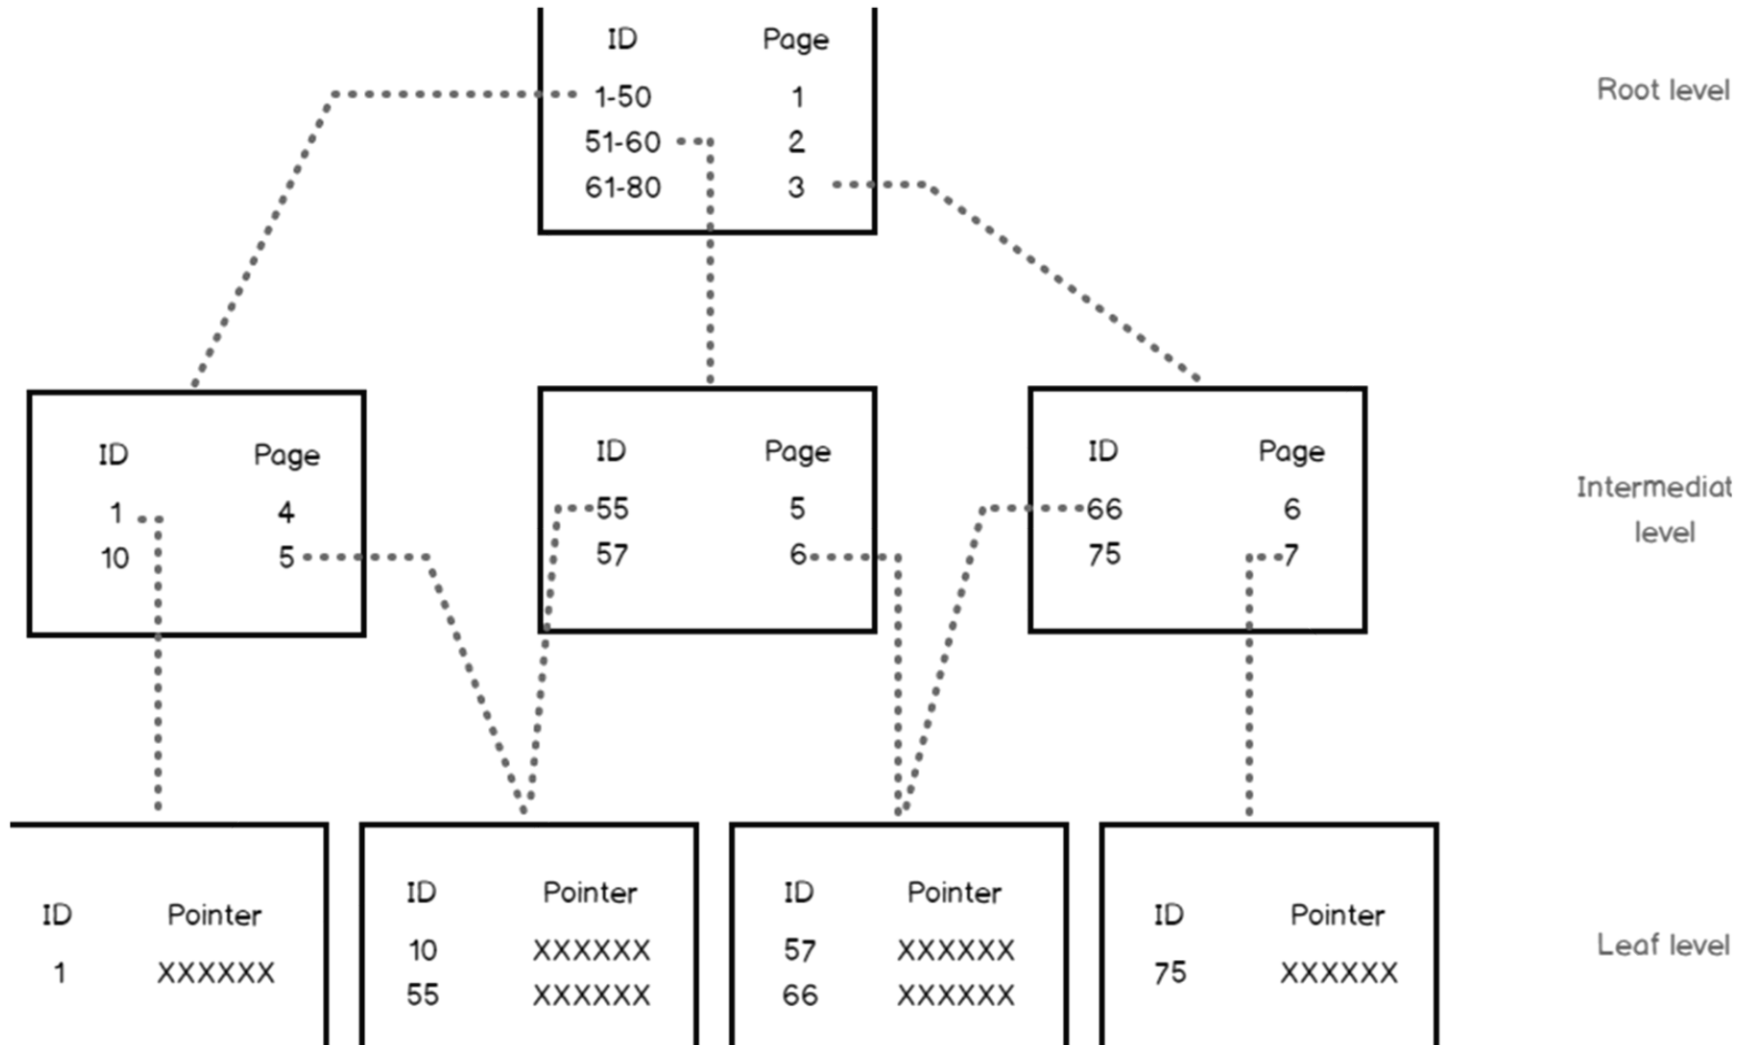 ID Page
1-50 1
51-60 2
61-80 3
Root level
ID Page
1 4
10 5
ID Page
55 5
57 6
ID Page
66 6
75 7
Intermediat
level
ID Pointer
1 XXXXXX
ID Pointer
10 XXXXXX
55 XXXXXX
ID Pointer
57 XXXXXX
66 XXXXXX
ID Pointer
75 XXXXXX
Leaf level